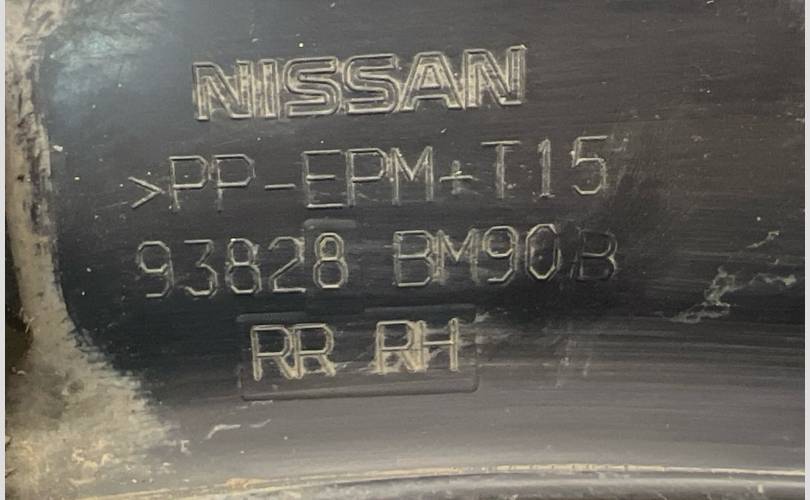 NISSAN
>PP-EPM+T15
93828 BM90B
RR RH